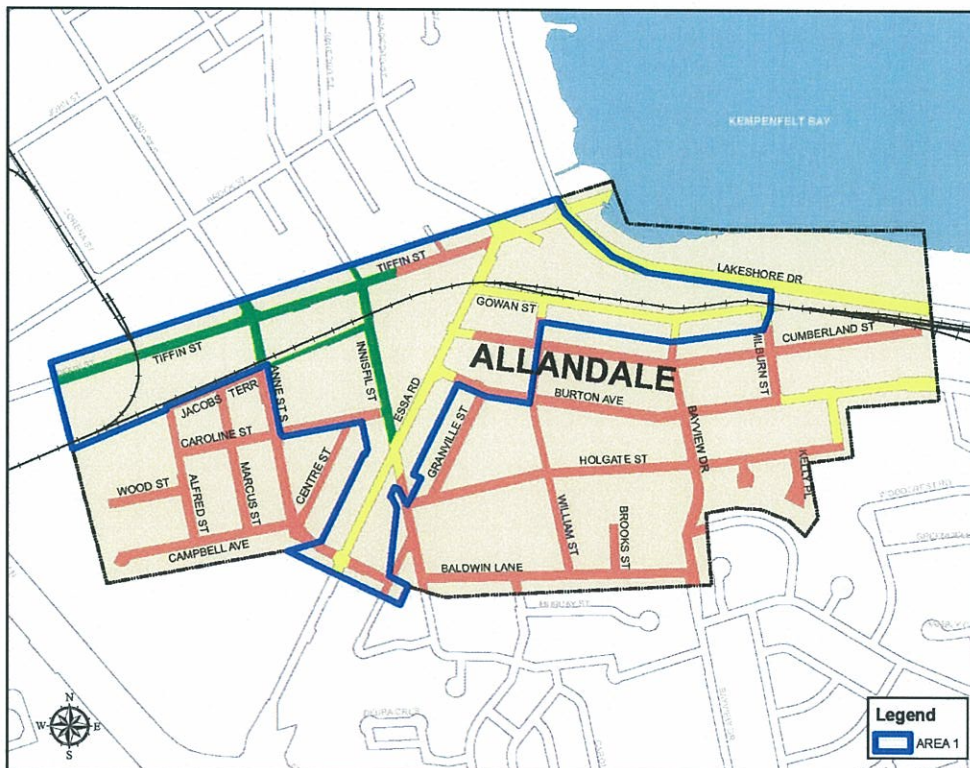 KEMPENFELT BAY
LAKESHORE DR
TIFFIN ST
GOWAN ST
CUMBERLAND ST
TIFFIN ST
INNISFIL ST
MILBURN ST
ALLANDALE
JACOBS TERR
ANNE ST S
ESSA RD
BURTON AVE
BAYVIEW DR
CAROLINE ST
GRANVILLE ST
CENTRE ST
HOLGATE ST
KELLY PL
WOOD ST
ALFRED ST
MARCUS ST
WILLIAM ST
BROOKS ST
CAMPBELL AVE
BALDWIN LANE
N
W
E
S
Legend
AREA 1